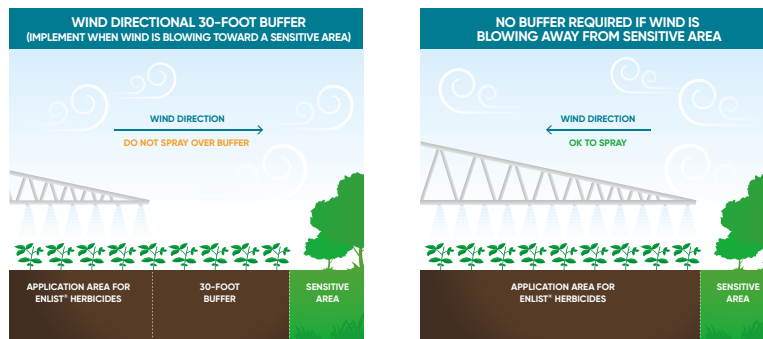 WIND DIRECTIONAL 30-FOOT BUFFER
(IMPLEMENT WHEN WIND IS BLOWING TOWARD A SENSITIVE AREA)
WIND DIRECTION
DO NOT SPRAY OVER BUFFER
APPLICATION AREA FOR
ENLIST® HERBICIDES
30-FOOT
BUFFER
SENSITIVE
AREA
NO BUFFER REQUIRED IF WIND IS
BLOWING AWAY FROM SENSITIVE AREA
WIND DIRECTION
OK TO SPRAY
APPLICATION AREA FOR
ENLIST® HERBICIDES
SENSITIVE
AREA